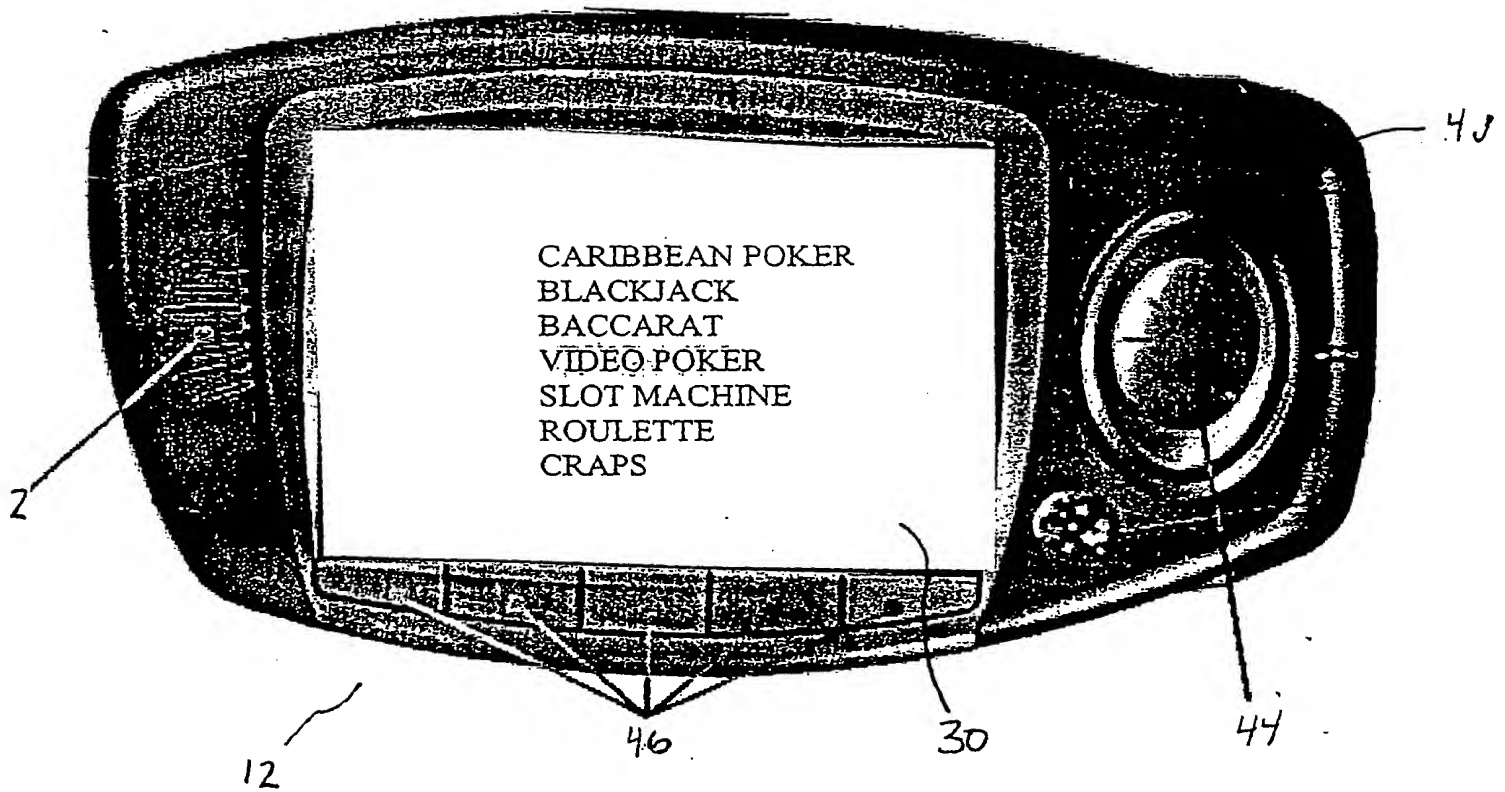 CARIBBEAN POKER
BLACKJACK
BACCARAT
VIDEO POKER
SLOT MACHINE
ROULETTE
CRAPS
2
46
30
44
12